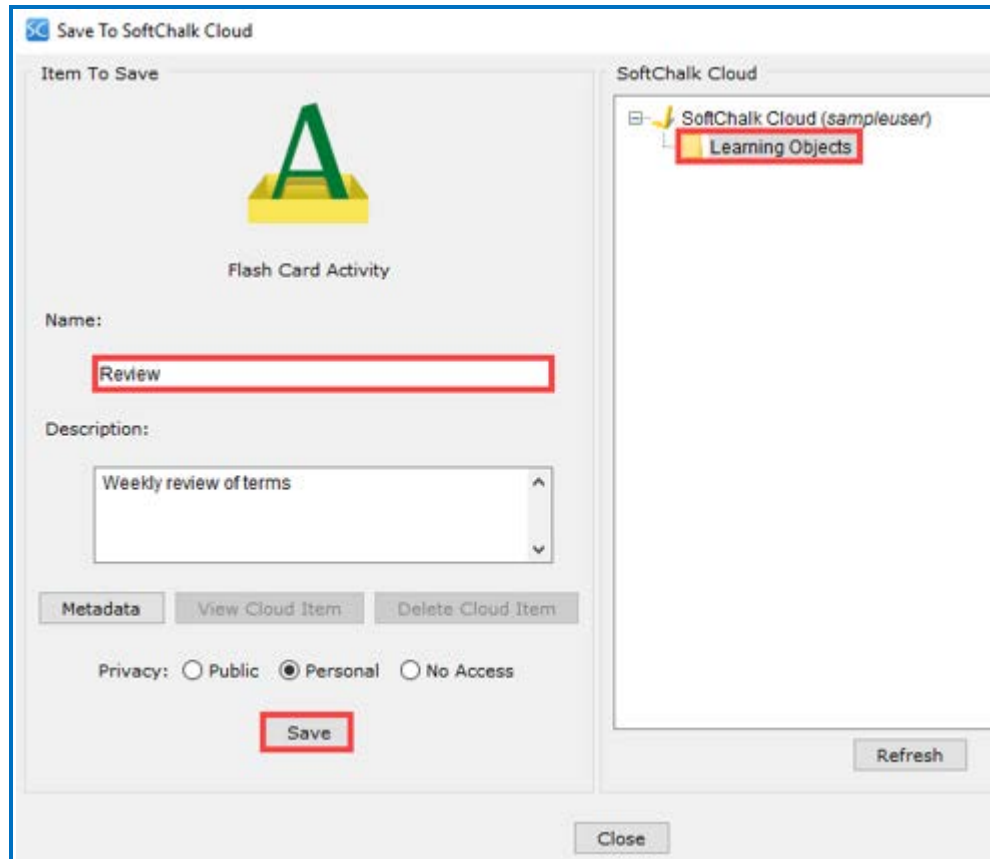 SC Save To SoftChalk Cloud
Item To Save
A
Flash Card Activity
Name:
Review
Description:
Weekly review of terms
Metadata View Cloud Item Delete Cloud Item
Privacy: Public Personal No Access
Save
SoftChalk Cloud
SoftChalk Cloud (sampleuser)
Learning Objects
Refresh
Close